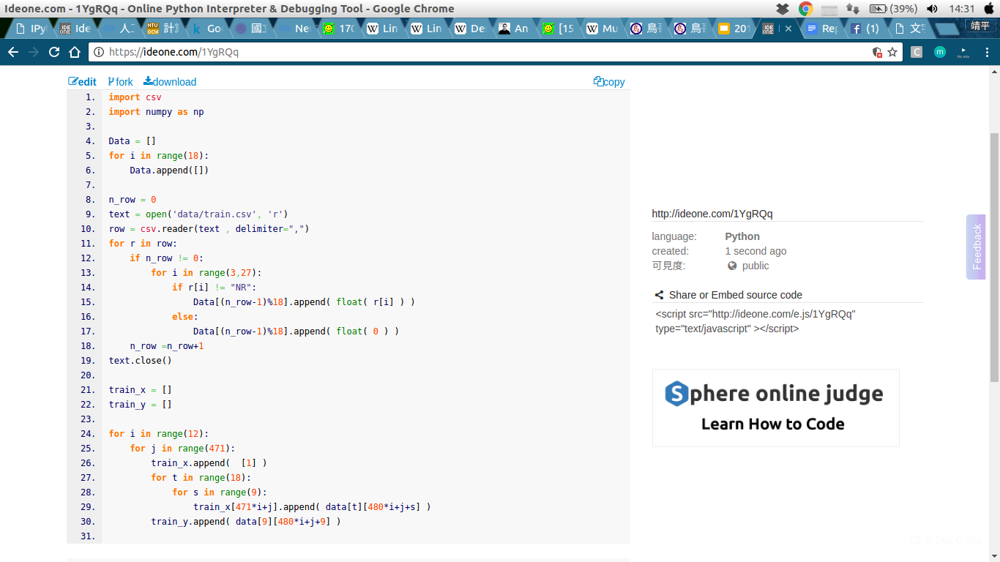 Ideone.com - 1YgRQq - Online Python Interpreter & Debugging Tool - Google Chrome
(39%) 14:31
IPy Ide 人工 NTU OCW 計 Go 國立 Ne 170 Lin Lin De An [15 Mu 鳥哥 鳥哥 201 Rep (1) 文 靖平
https://ideone.com/1YgRQq
edit fork download copy
1. import csv
2. import numpy as np
3.
4. Data = []
5. for i in range(18):
6. Data.append([])
7.
8. n_row = 0
9. text = open('data/train.csv', 'r')
10. row = csv.reader(text , delimiter=",")
11. for r in row:
12. if n_row != 0:
13. for i in range(3,27):
14. if r[i] != "NR":
15. Data[(n_row-1)%18].append( float( r[i] ) )
16. else:
17. Data[(n_row-1)%18].append( float( 0 ) )
18. n_row =n_row+1
19. text.close()
20.
21. train_x = []
22. train_y = []
23.
24. for i in range(12):
25. for j in range(471):
26. train_x.append(  [1] )
27. for t in range(18):
28. for s in range(9):
29. train_x[471*i+j].append( data[t][480*i+j+s] )
30. train_y.append( data[9][480*i+j+9] )
31.
http://ideone.com/1YgRQq
language: Python
created: 1 second ago
可見度: public
Share or Embed source code
<script src="http://ideone.com/e.js/1YgRQq"
type="text/javascript" ></script>
Sphere online judge
Learn How to Code
Feedback